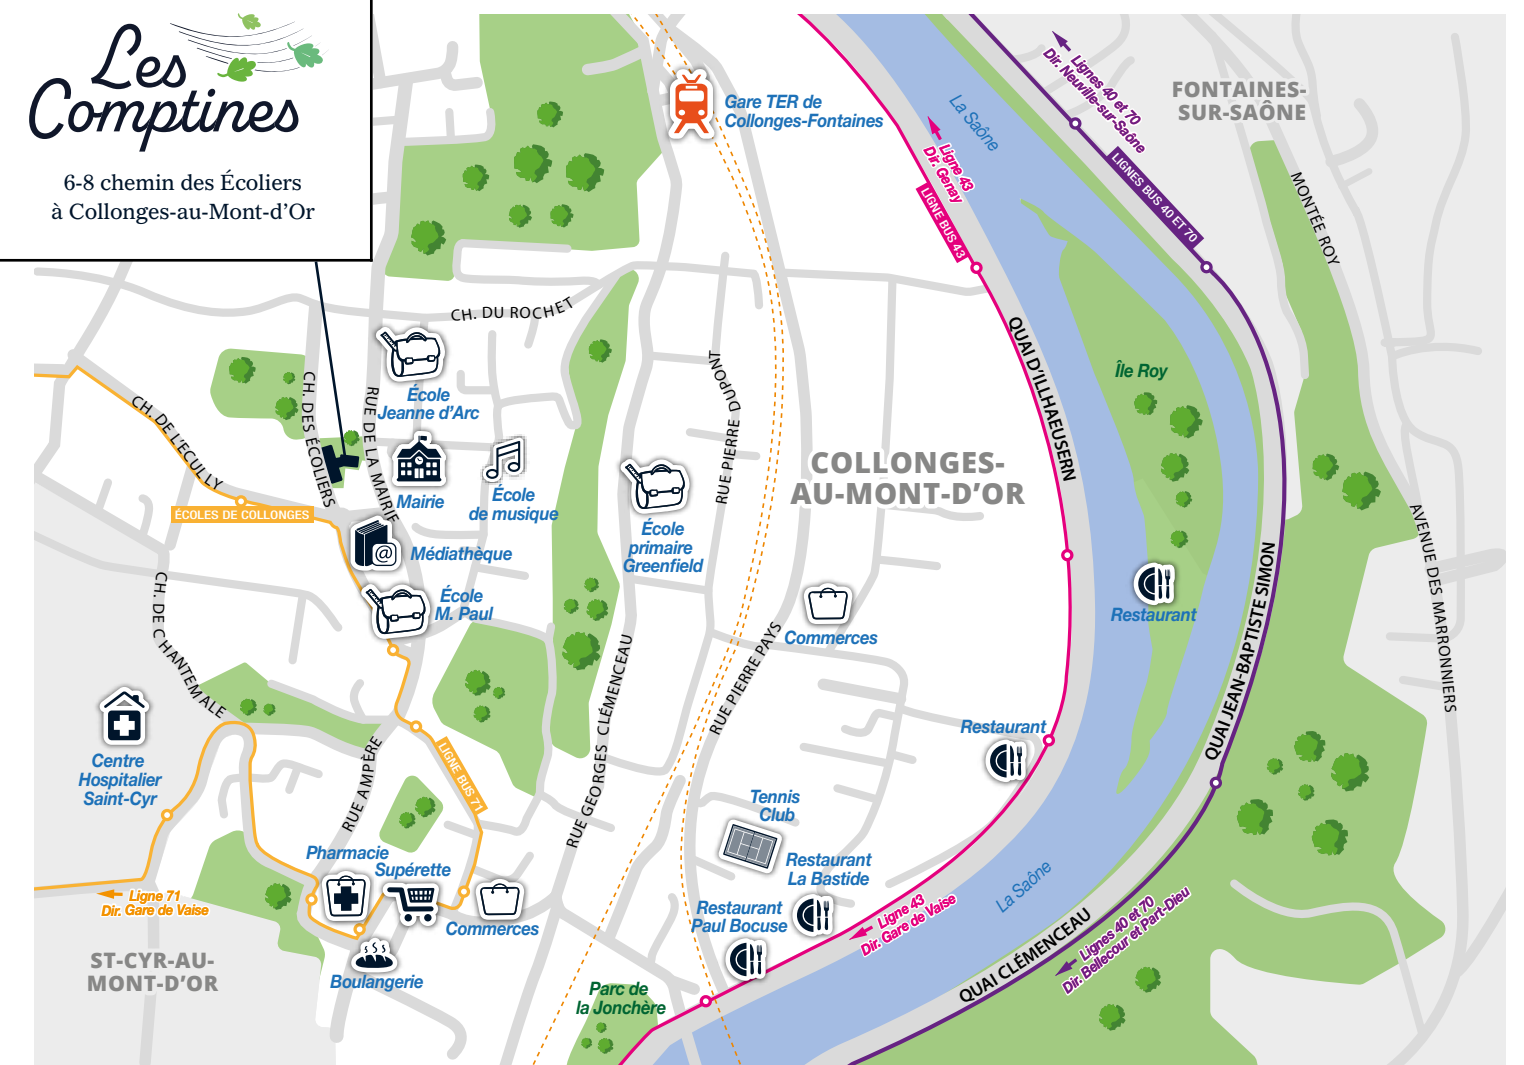 Les
Comptines
6-8 chemin des Écoliers
à Collonges-au-Mont-d'Or
Gare TER de
Collonges-Fontaines
La Saône
Lignes 40 et 70
Dir. Neuville-sur-Saône
FONTAINES-
SUR-SAÔNE
LIGNES BUS 40 ET 70
MONTÉE ROY
Ligne 43
Dir. Genay
LIGNE BUS 43
CH. DU ROCHET
QUAI D'ILLHAEUSERN
Île Roy
École
Jeanne d'Arc
CH. DES ÉCOLIERS
RUE DE LA MAIRIE
CH. DE L'ECULLY
Mairie
École
de musique
RUE PIERRE DUPONT
COLLONGES-
AU-MONT-D'OR
ÉCOLES DE COLLONGES
Médiathèque
École
primaire
Greenfield
École
M. Paul
CH. DE CHANTEMALE
Commerces
Restaurant
AVENUE DES MARRONNIERS
QUAI JEAN-BAPTISTE SIMON
RUE PIERRE PAYS
RUE GEORGES CLÉMENCEAU
Centre
Hospitalier
Saint-Cyr
RUE AMPÈRE
LIGNE BUS 71
Restaurant
Tennis
Club
Restaurant
La Bastide
Pharmacie
Supérette
Ligne 71
Dir. Gare de Vaise
Commerces
Restaurant
Paul Bocuse
Ligne 43
Dir. Gare de Vaise
La Saône
QUAI CLÉMENCEAU
Lignes 40 et 70
Dir. Bellecour et Part-Dieu
ST-CYR-AU-
MONT-D'OR
Boulangerie
Parc de
la Jonchère